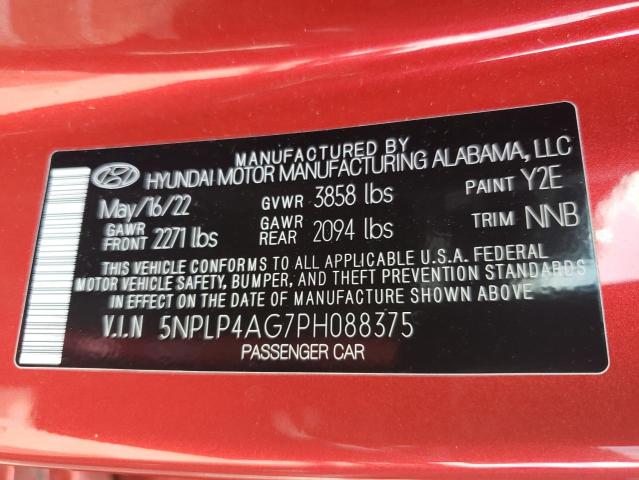 MANUFACTURED BY
HYUNDAI MOTOR MANUFACTURING ALABAMA, LLC
May/16/22 GVWR 3858 lbs PAINT Y2E
GAWR FRONT 2271 lbs GAWR REAR 2094 lbs TRIM NNB
THIS VEHICLE CONFORMS TO ALL APPLICABLE U.S.A. FEDERAL
MOTOR VEHICLE SAFETY, BUMPER, AND THEFT PREVENTION STANDARDS
IN EFFECT ON THE DATE OF MANUFACTURE SHOWN ABOVE
V.I.N 5NPLP4AG7PH088375
PASSENGER CAR